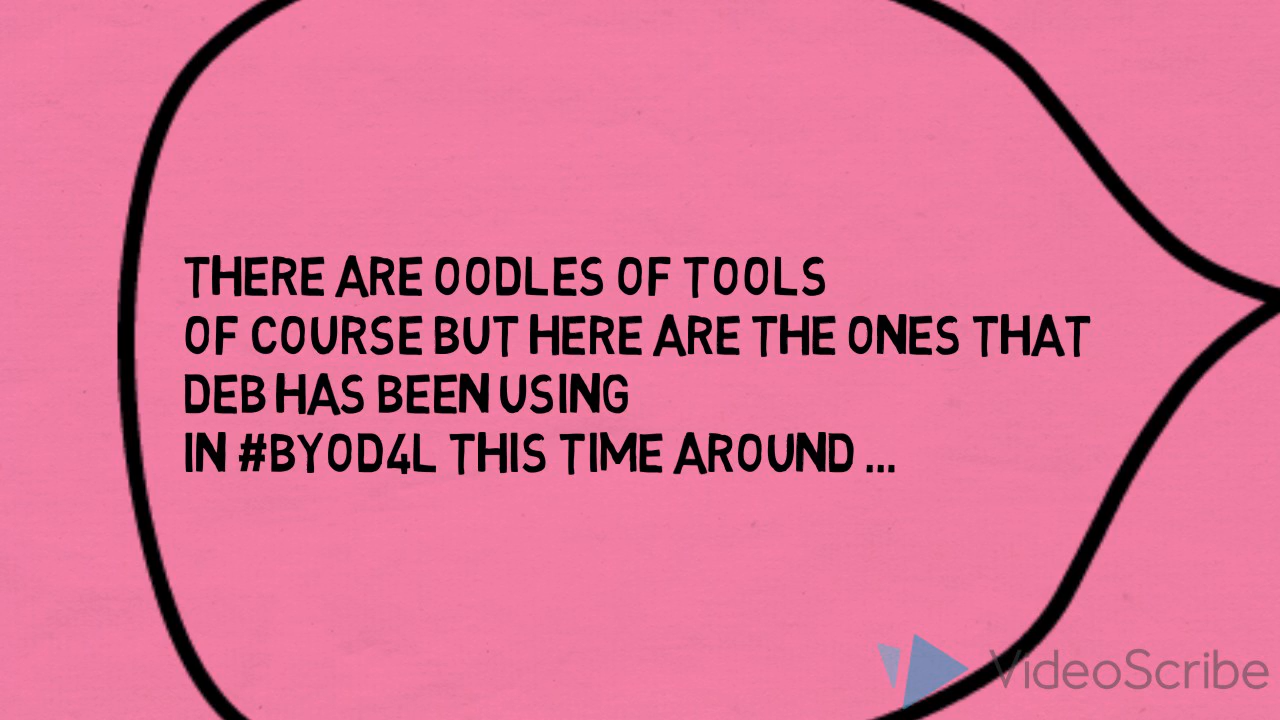 THERE ARE OODLES OF TOOLS
OF COURSE BUT HERE ARE THE ONES THAT
DEB HAS BEEN USING
IN #BYOD4L THIS TIME AROUND ...
VideoScribe